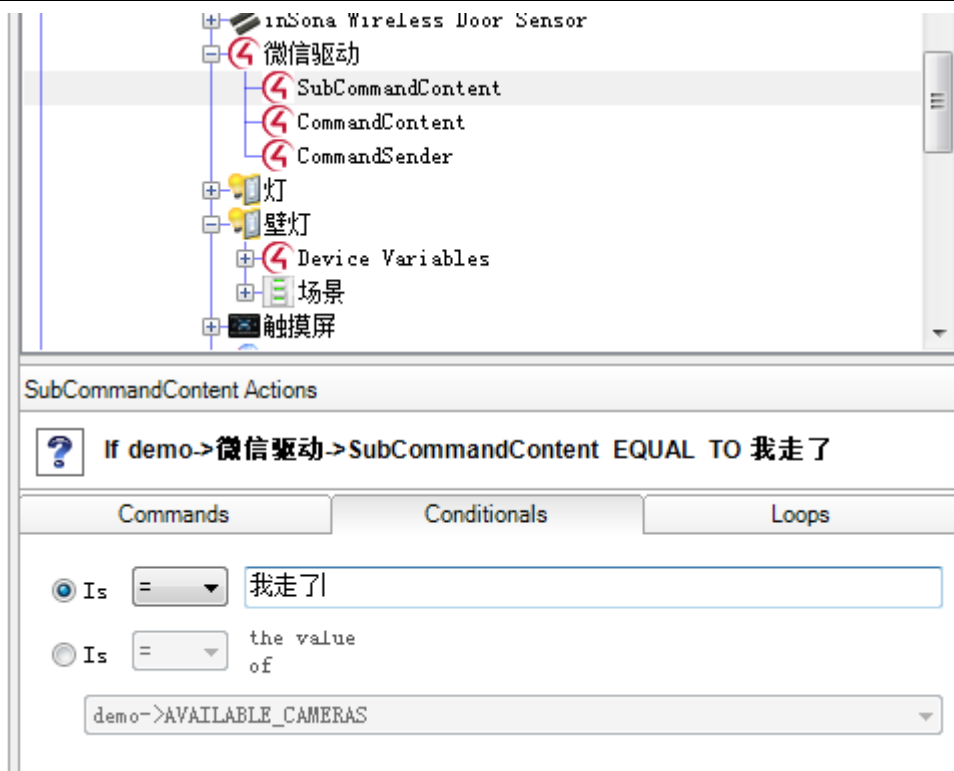 inSona Wireless Door Sensor
微信驱动
SubCommandContent
CommandContent
CommandSender
灯
壁灯
Device Variables
场景
触摸屏
SubCommandContent Actions
If demo->微信驱动->SubCommandContent EQUAL TO 我走了
Commands Conditionals Loops
Is = 我走了
Is = the value
of
demo->AVAILABLE_CAMERAS